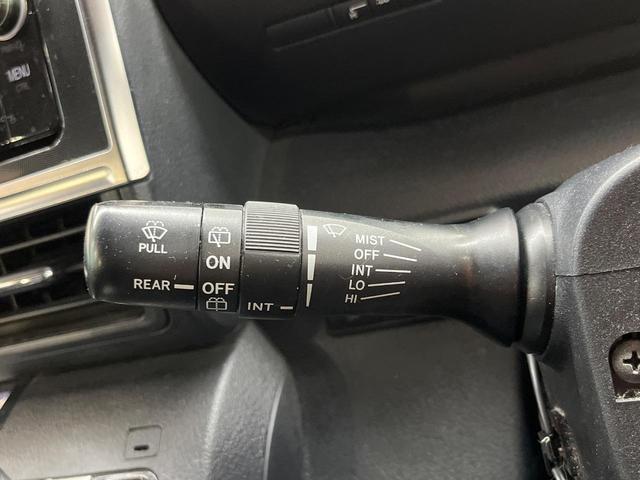 MENU
PULL
REAR
ON
OFF
INT
MIST
OFF
INT
LO
HI